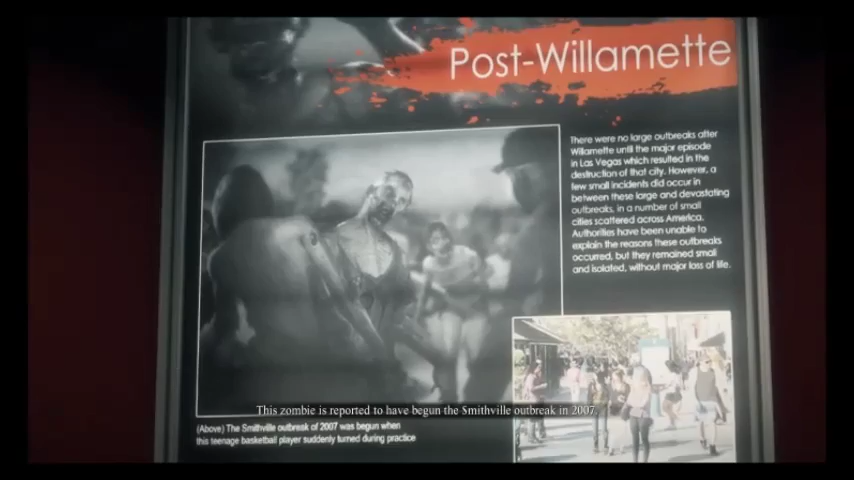 Post-Willamette
There were no large outbreaks after
Willamette until the major episode
in Las Vegas which resulted in the
destruction of that city. However, a
few small incidents did occur in
between these large and devastating
outbreaks, in a number of small
cities scattered across America.
Authorities have been unable to
explain the reasons these outbreaks
occurred, but they remained small
and isolated, without major loss of life.
This zombie is reported to have begun the Smithville outbreak in 2007.
(Above) The Smithville outbreak of 2007 was begun when
this teenage basketball player suddenly turned during practice